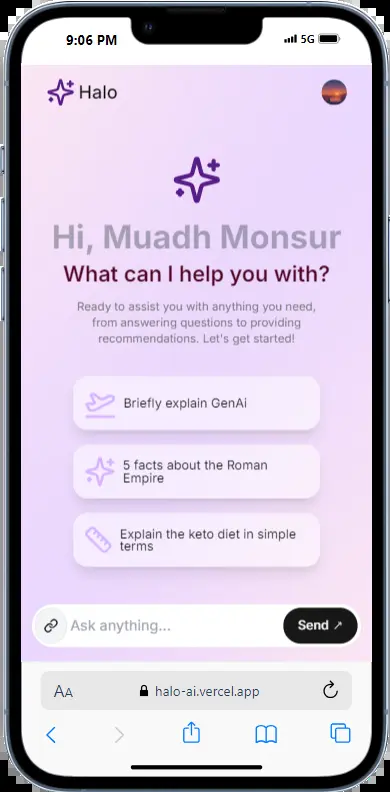 9:06 PM 5G
Halo
Hi, Muadh Monsur
What can I help you with?
Ready to assist you with anything you need,
from answering questions to providing
recommendations. Let's get started!
Briefly explain GenAi
5 facts about the Roman
Empire
Explain the keto diet in simple
terms
Ask anything... Send ↗
AA halo-ai.vercel.app